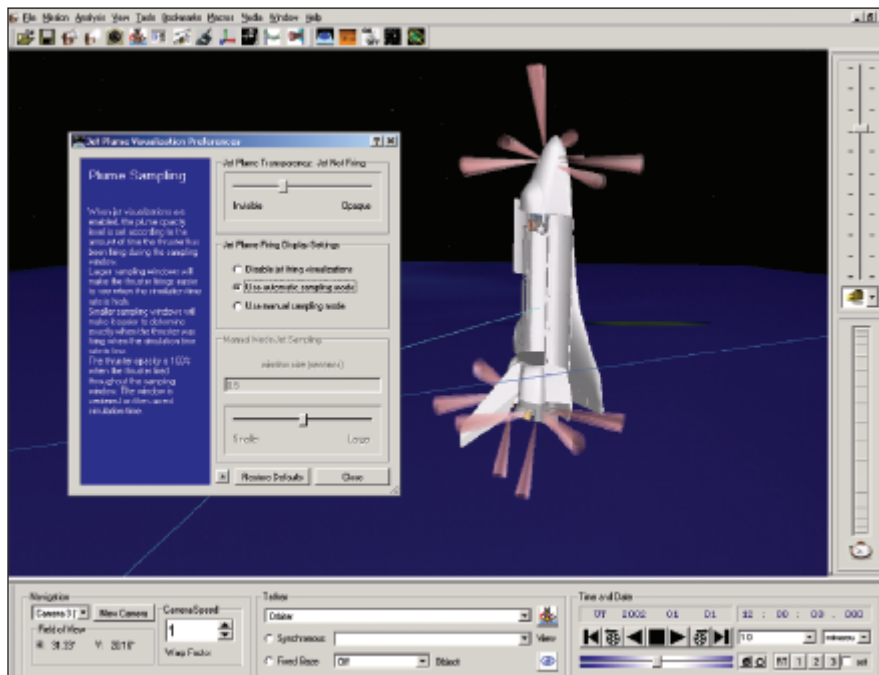 File Motion Analysis View Tools Bookmarks Macros Media Window Help
Jet Plume Visualization Preferences
Plume Sampling
When jet visualizations are
enabled, the plume opacity
level is set according to the
amount of time the thruster has
been firing during the sampling
window.
Larger sampling windows will
make the thruster firings easier
to see when the simulation time
rate is high.
Smaller sampling windows will
make it easier to determine
exactly when the thruster was
firing when the simulation time
rate is low.
The thruster opacity is 100%
when the thruster fired
throughout the sampling
window. The window is
centered on the current
simulation time.
Jet Plume Transparency: Jet Not Firing
Invisible Opaque
Jet Plume Firing Display Settings
Disable jet firing visualizations
Use automatic sampling mode
Use manual sampling mode
Manual Mode Jet Sampling
window size (seconds)
0.5
Smaller Larger
Restore Defaults Close
Navigation
Camera 3 New Camera
Field of View
H: V:
Camera Speed
1
Warp Factor
Tether
Orbiter
Synchronous View
Fixed Gaze Off Object
Time and Date
UT 2002 01 01 12 : 00 : 00 . 000
minutes
RT 1 2 3 set